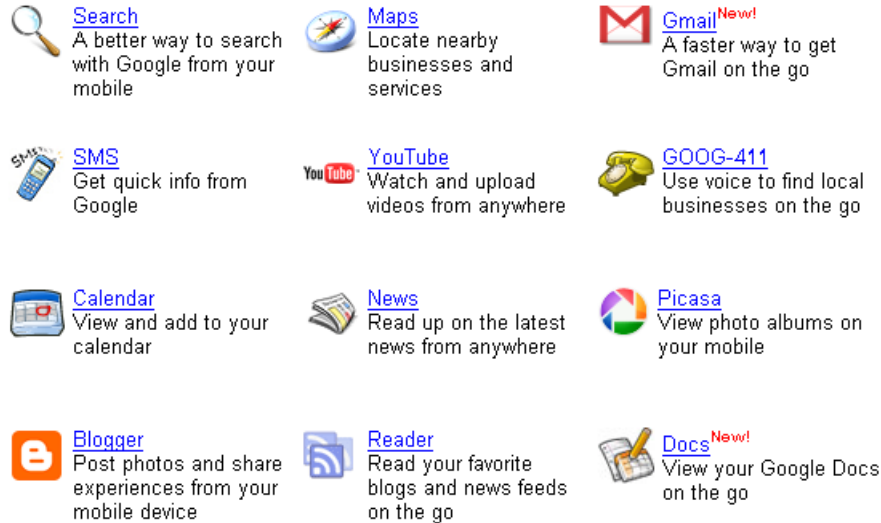 Search
A better way to search
with Google from your
mobile
Maps
Locate nearby
businesses and
services
Gmail New!
A faster way to get
Gmail on the go
SMS
SMS
Get quick info from
Google
You Tube
YouTube
Watch and upload
videos from anywhere
GOOG-411
Use voice to find local
businesses on the go
Calendar
View and add to your
calendar
News
Read up on the latest
news from anywhere
Picasa
View photo albums on
your mobile
Blogger
Post photos and share
experiences from your
mobile device
Reader
Read your favorite
blogs and news feeds
on the go
Docs New!
View your Google Docs
on the go